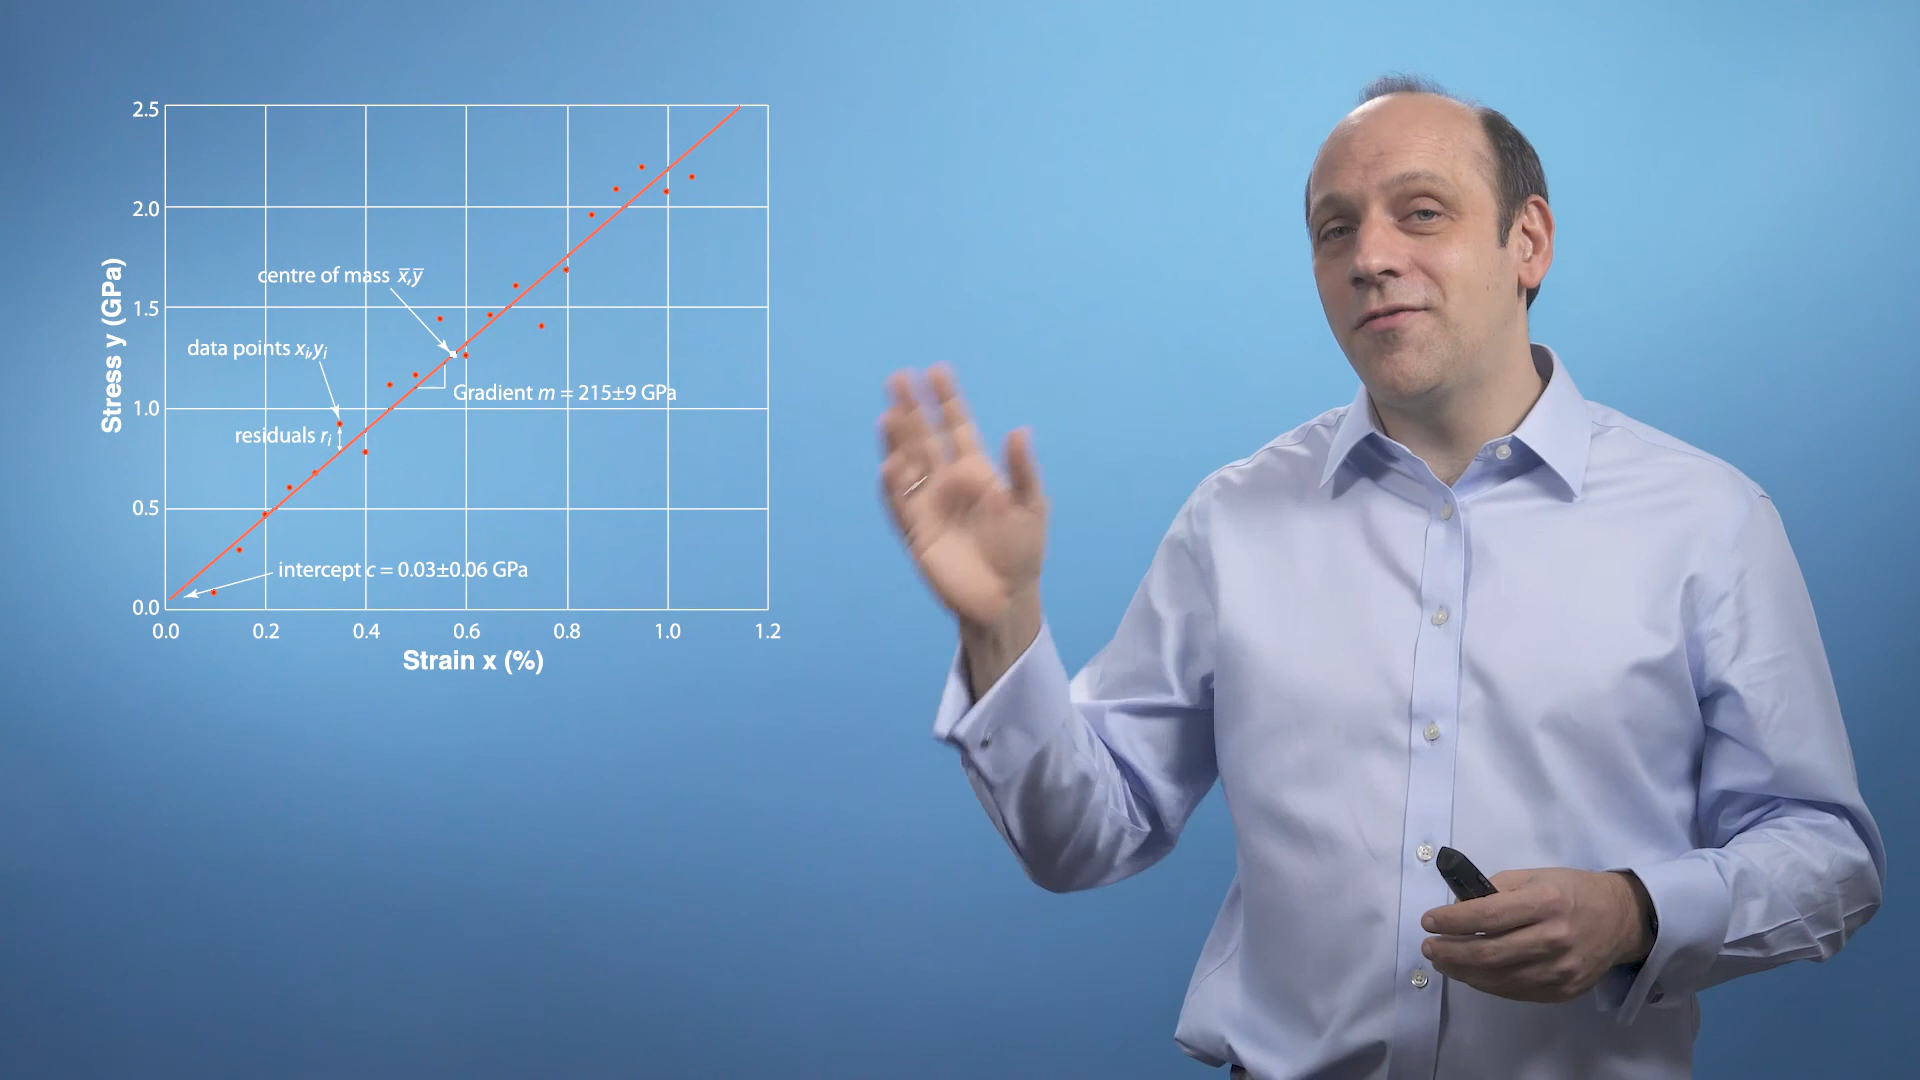 2.5
2.0
centre of mass x̅,y̅
1.5
data points xᵢ,yᵢ
Gradient m = 215±9 GPa
1.0
residuals rᵢ
0.5
intercept c = 0.03±0.06 GPa
0.0
0.0 0.2 0.4 0.6 0.8 1.0 1.2
Strain x (%)
Stress y (GPa)